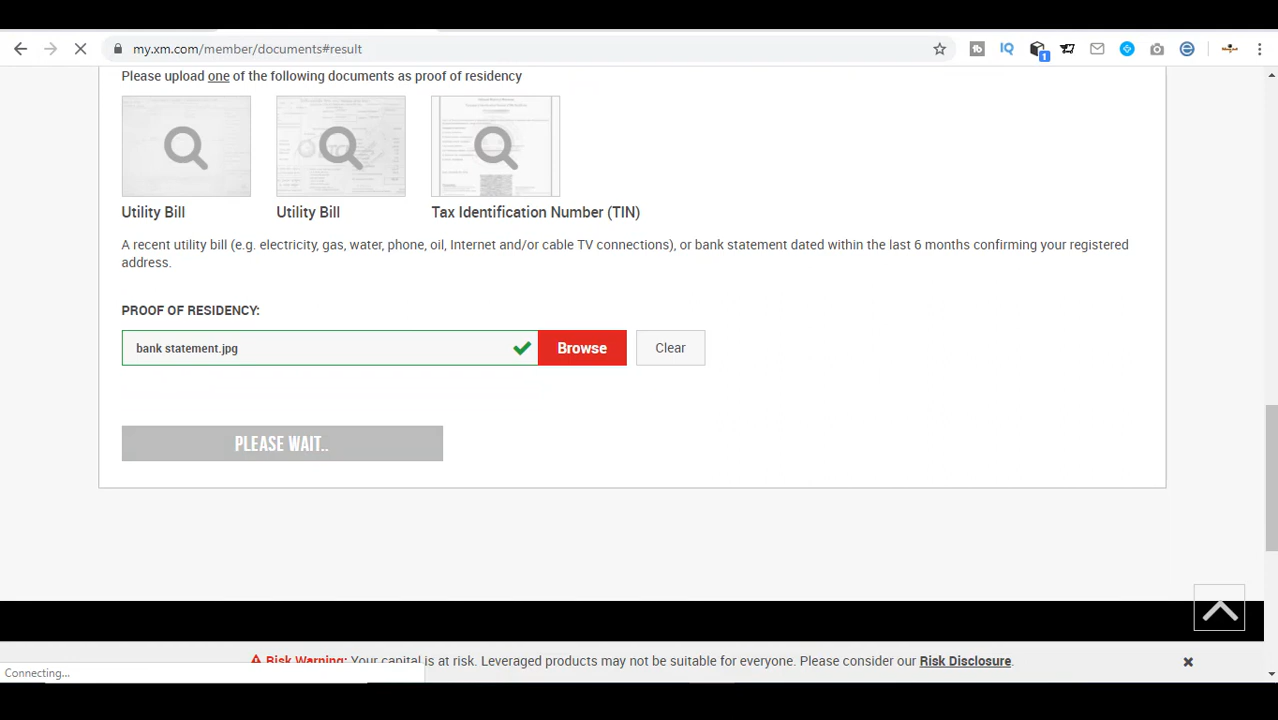 my.xm.com/member/documents#result
1
Please upload one of the following documents as proof of residency
Utility Bill
Utility Bill
Tax Identification Number (TIN)
A recent utility bill (e.g. electricity, gas, water, phone, oil, Internet and/or cable TV connections), or bank statement dated within the last 6 months confirming your registered
address.
PROOF OF RESIDENCY:
bank statement.jpg
Browse
Clear
PLEASE WAIT..
Risk Warning: Your capital is at risk. Leveraged products may not be suitable for everyone. Please consider our Risk Disclosure.
Connecting...